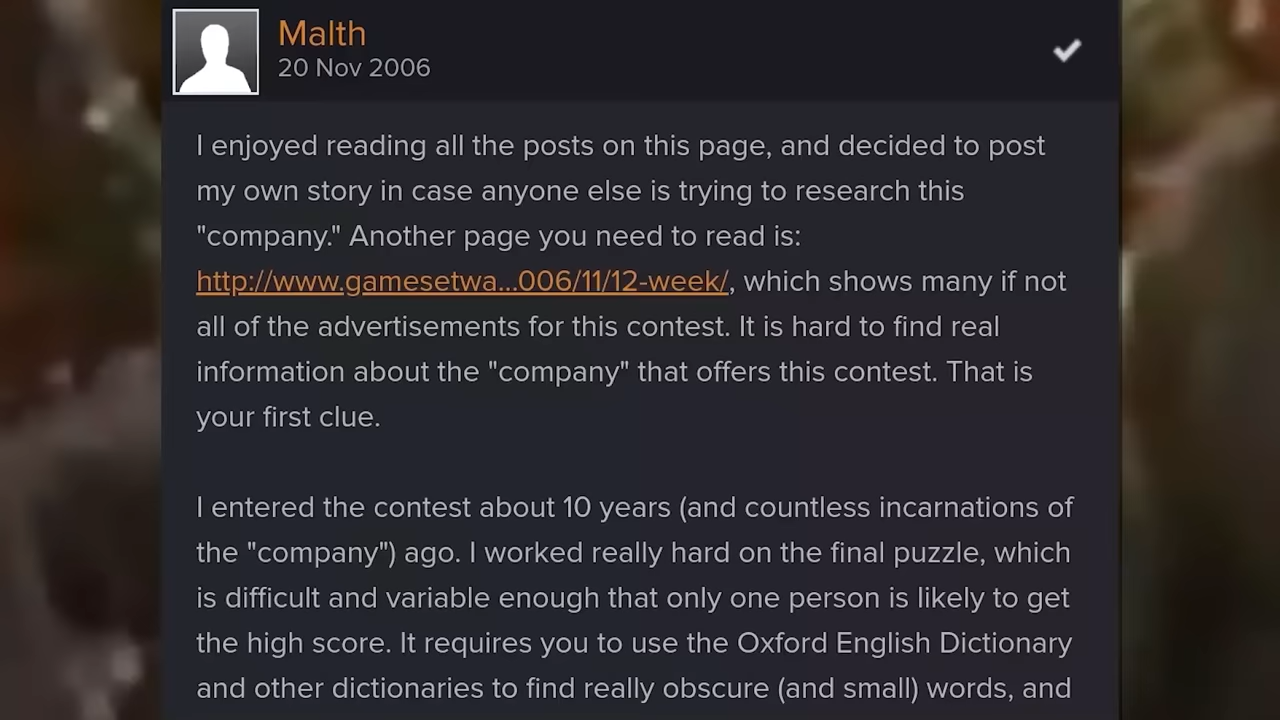 Malth
20 Nov 2006
I enjoyed reading all the posts on this page, and decided to post
my own story in case anyone else is trying to research this
"company." Another page you need to read is:
http://www.gamesetwa...006/11/12-week/, which shows many if not
all of the advertisements for this contest. It is hard to find real
information about the "company" that offers this contest. That is
your first clue.
I entered the contest about 10 years (and countless incarnations of
the "company") ago. I worked really hard on the final puzzle, which
is difficult and variable enough that only one person is likely to get
the high score. It requires you to use the Oxford English Dictionary
and other dictionaries to find really obscure (and small) words, and